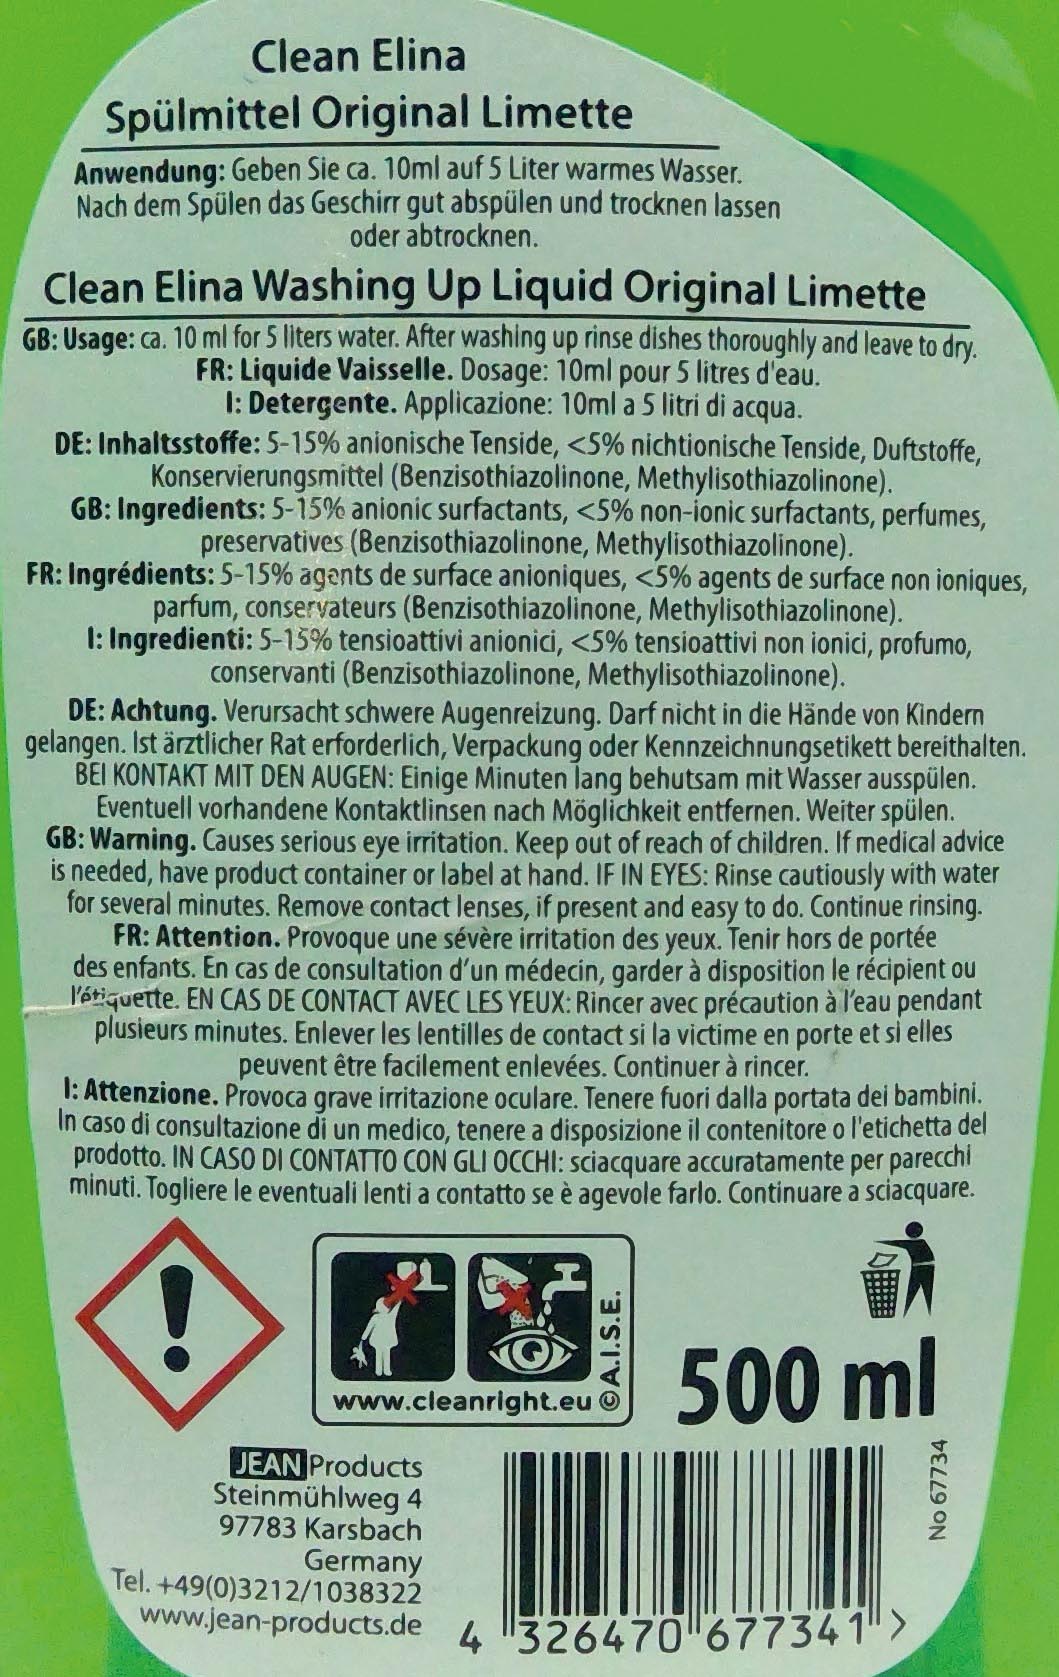 Clean Elina
Spülmittel Original Limette
Anwendung: Geben Sie ca. 10ml auf 5 Liter warmes Wasser.
Nach dem Spülen das Geschirr gut abspülen und trocknen lassen
oder abtrocknen.
Clean Elina Washing Up Liquid Original Limette
GB: Usage: ca. 10 ml for 5 liters water. After washing up rinse dishes thoroughly and leave to dry.
FR: Liquide Vaisselle. Dosage: 10ml pour 5 litres d'eau.
I: Detergente. Applicazione: 10ml a 5 litri di acqua.
DE: Inhaltsstoffe: 5-15% anionische Tenside, <5% nichtionische Tenside, Duftstoffe,
Konservierungsmittel (Benzisothiazolinone, Methylisothiazolinone).
GB: Ingredients: 5-15% anionic surfactants, <5% non-ionic surfactants, perfumes,
preservatives (Benzisothiazolinone, Methylisothiazolinone).
FR: Ingrédients: 5-15% agents de surface anioniques, <5% agents de surface non ioniques,
parfum, conservateurs (Benzisothiazolinone, Methylisothiazolinone).
I: Ingredienti: 5-15% tensioattivi anionici, <5% tensioattivi non ionici, profumo,
conservanti (Benzisothiazolinone, Methylisothiazolinone).
DE: Achtung. Verursacht schwere Augenreizung. Darf nicht in die Hände von Kindern
gelangen. Ist ärztlicher Rat erforderlich, Verpackung oder Kennzeichnungsetikett bereithalten.
BEI KONTAKT MIT DEN AUGEN: Einige Minuten lang behutsam mit Wasser ausspülen.
Eventuell vorhandene Kontaktlinsen nach Möglichkeit entfernen. Weiter spülen.
GB: Warning. Causes serious eye irritation. Keep out of reach of children. If medical advice
is needed, have product container or label at hand. IF IN EYES: Rinse cautiously with water
for several minutes. Remove contact lenses, if present and easy to do. Continue rinsing.
FR: Attention. Provoque une sévère irritation des yeux. Tenir hors de portée
des enfants. En cas de consultation d'un médecin, garder à disposition le récipient ou
l'étiquette. EN CAS DE CONTACT AVEC LES YEUX: Rincer avec précaution à l'eau pendant
plusieurs minutes. Enlever les lentilles de contact si la victime en porte et si elles
peuvent être facilement enlevées. Continuer à rincer.
I: Attenzione. Provoca grave irritazione oculare. Tenere fuori dalla portata dei bambini.
In caso di consultazione di un medico, tenere a disposizione il contenitore o l'etichetta del
prodotto. IN CASO DI CONTATTO CON GLI OCCHI: sciacquare accuratamente per parecchi
minuti. Togliere le eventuali lenti a contatto se è agevole farlo. Continuare a sciacquare.
www.cleanright.eu
© A.I.S.E.
500 ml
JEAN Products
Steinmühlweg 4
97783 Karsbach
Germany
Tel. +49(0)3212/1038322
www.jean-products.de
4 326470 677341 >
No 67734